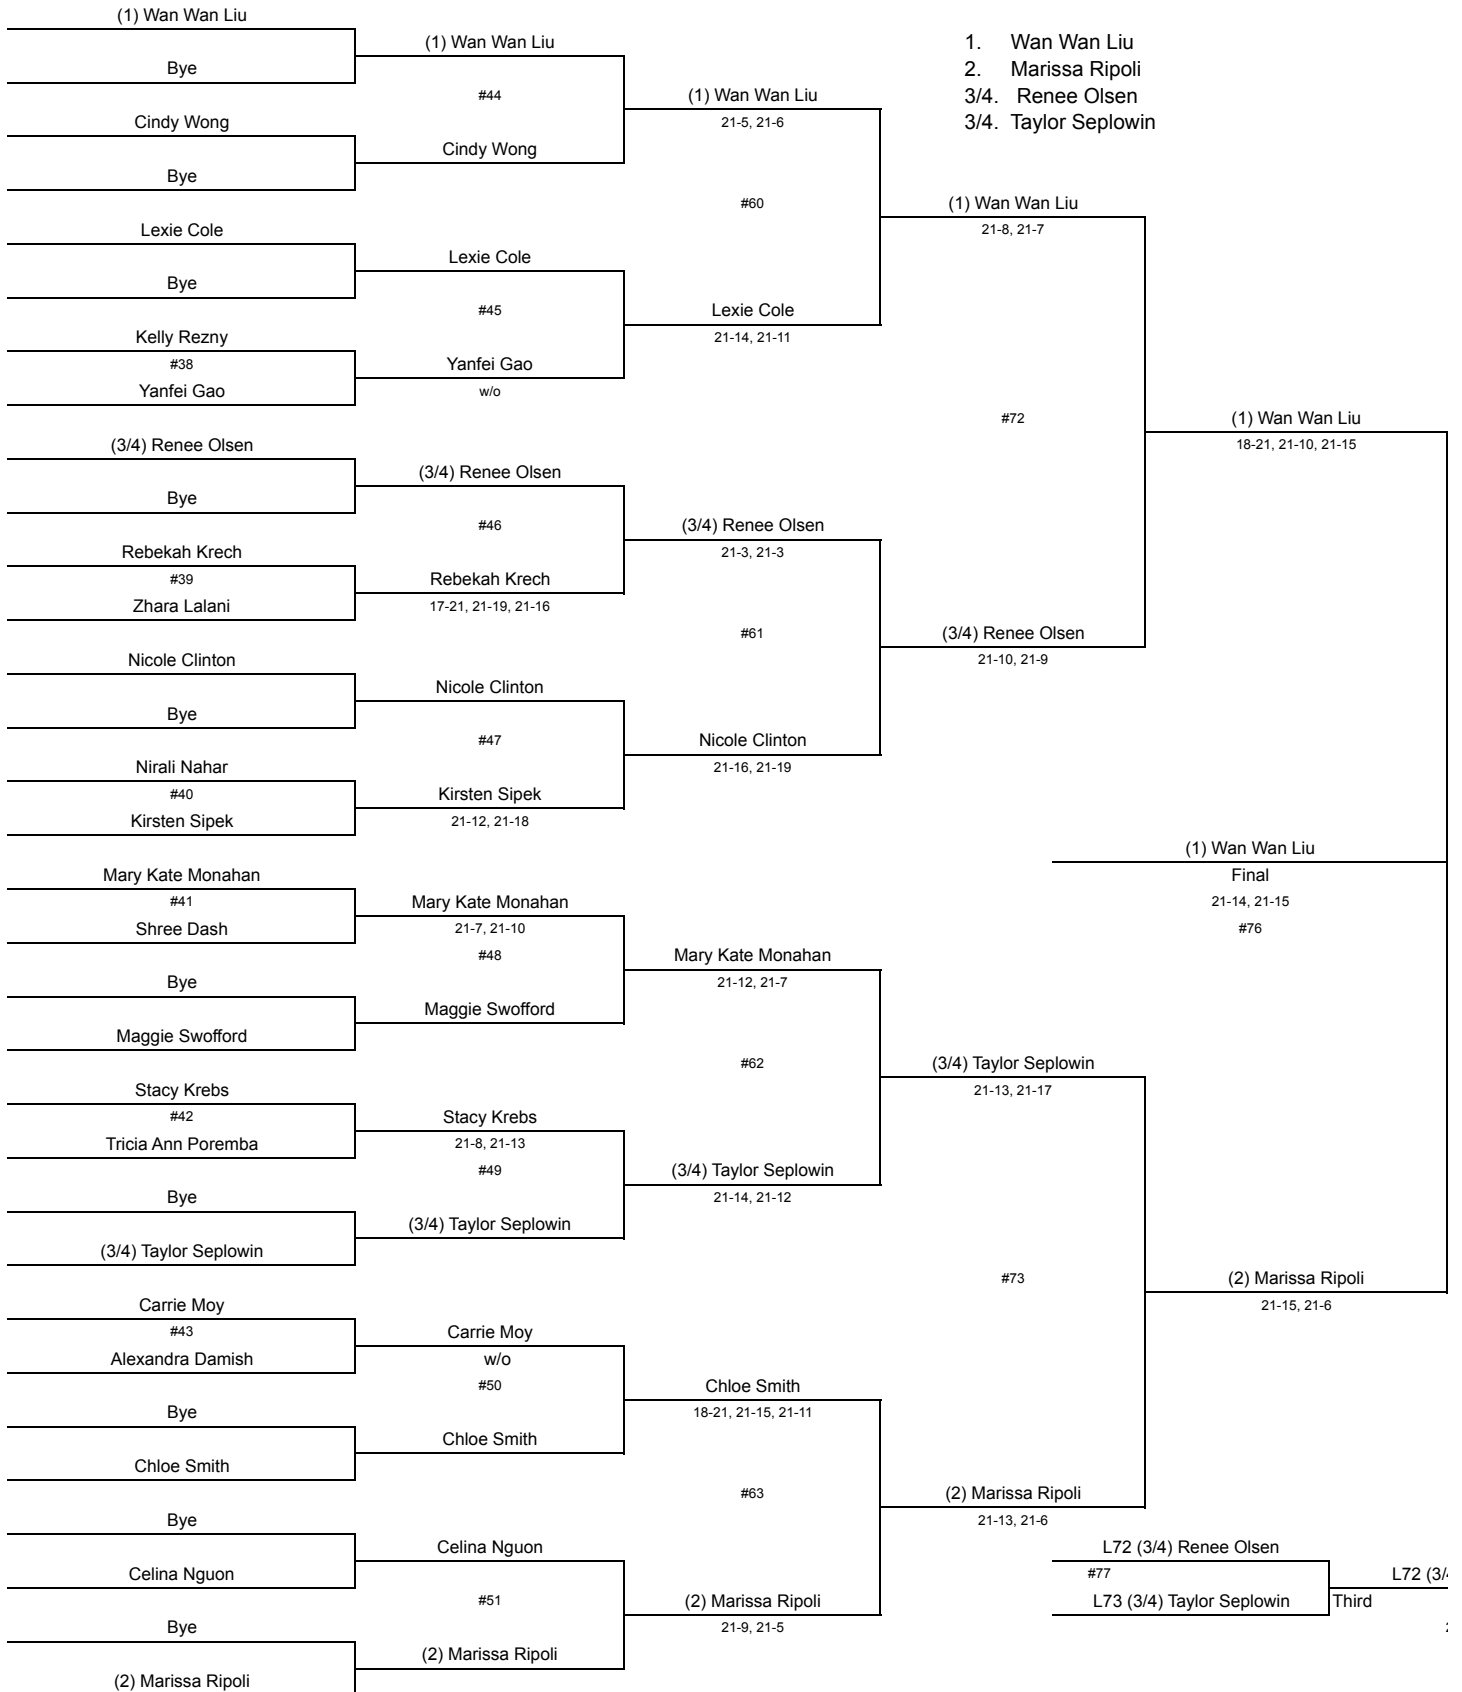 (1) Wan Wan Liu
(1) Wan Wan Liu
1. Wan Wan Liu
Bye
2. Marissa Ripoli
#44
(1) Wan Wan Liu
3/4. Renee Olsen
Cindy Wong
21-5, 21-6
3/4. Taylor Seplowin
Cindy Wong
Bye
#60
(1) Wan Wan Liu
Lexie Cole
21-8, 21-7
Lexie Cole
Bye
#45
Lexie Cole
Kelly Rezny
21-14, 21-11
#38
Yanfei Gao
Yanfei Gao
w/o
#72
(1) Wan Wan Liu
(3/4) Renee Olsen
18-21, 21-10, 21-15
(3/4) Renee Olsen
Bye
#46
(3/4) Renee Olsen
Rebekah Krech
21-3, 21-3
#39
Rebekah Krech
Zhara Lalani
17-21, 21-19, 21-16
#61
(3/4) Renee Olsen
Nicole Clinton
21-10, 21-9
Nicole Clinton
Bye
#47
Nicole Clinton
Nirali Nahar
21-16, 21-19
#40
Kirsten Sipek
Kirsten Sipek
21-12, 21-18
(1) Wan Wan Liu
Mary Kate Monahan
Final
#41
Mary Kate Monahan
21-14, 21-15
Shree Dash
21-7, 21-10
#76
#48
Mary Kate Monahan
Bye
21-12, 21-7
Maggie Swofford
Maggie Swofford
#62
(3/4) Taylor Seplowin
Stacy Krebs
21-13, 21-17
#42
Stacy Krebs
Tricia Ann Poremba
21-8, 21-13
#49
(3/4) Taylor Seplowin
Bye
21-14, 21-12
(3/4) Taylor Seplowin
(3/4) Taylor Seplowin
#73
(2) Marissa Ripoli
Carrie Moy
21-15, 21-6
#43
Carrie Moy
Alexandra Damish
w/o
#50
Chloe Smith
Bye
18-21, 21-15, 21-11
Chloe Smith
Chloe Smith
#63
(2) Marissa Ripoli
Bye
21-13, 21-6
Celina Nguon
L72 (3/4) Renee Olsen
Celina Nguon
#77
L72 (3/
#51
(2) Marissa Ripoli
L73 (3/4) Taylor Seplowin
Third
Bye
21-9, 21-5
(2) Marissa Ripoli
(2) Marissa Ripoli